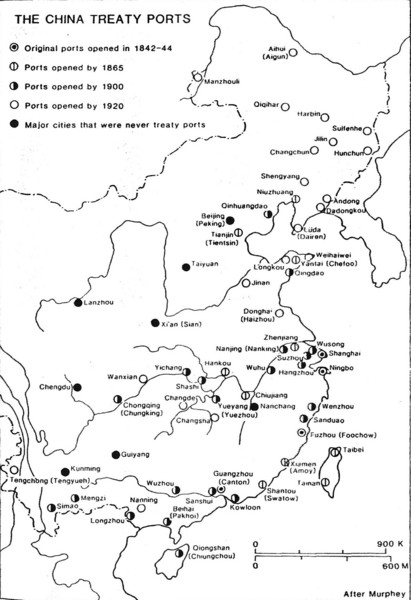 THE CHINA TREATY PORTS
Original ports opened in 1842-44
Ports opened by 1865
Ports opened by 1900
Ports opened by 1920
Major cities that were never treaty ports
Aihui
(Aigun)
Manzhouli
Qiqihar
Harbin
Suifenhe
Jilin
Changchun
Hunchun
Shengyang
Niuzhuang
Andong
Dadongkou
Qinhuangdao
Beijing
(Peking)
Tianjin
(Tientsin)
Lüda
(Dairen)
Weihaiwei
Longkou
Yantai (Chefoo)
Qingdao
Taiyuan
Jinan
Lanzhou
Donghai
(Haizhou)
Xi'an (Sian)
Zhenjiang
Nanjing (Nanking)
Wusong
Suzhou
Shanghai
Yichang
Hankou
Wuhu
Hangzhou
Ningbo
Wanxian
Shashi
Chengdu
Changde
Chiujiang
Chongqing
(Chungking)
Yueyang
(Yuezhou)
Nanchang
Wenzhou
Changsha
Sanduao
Fuzhou (Foochow)
Guiyang
Kunming
Xiamen
(Amoy)
Taibei
Tengchong (Tengyueh)
Guangzhou
(Canton)
Tainan
Wuzhou
Shantou
(Swatow)
Mengzi
Nanning
Sanshui
Simao
Beihai
(Pakhoi)
Kowloon
Longzhou
Qiongshan
(Chiungchou)
0 900 K
0 600 M
After Murphey